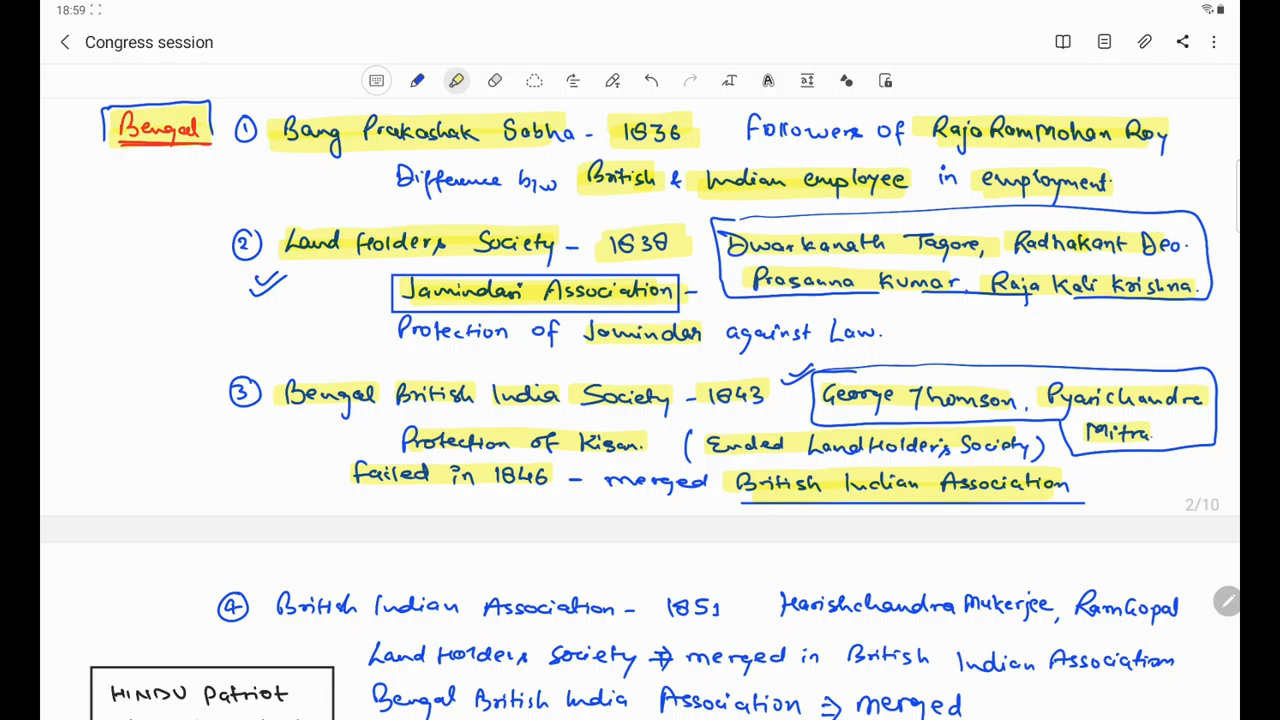 18:59
Congress session
Bengal ① Bang Prakashak Sabha - 1836 Followers of Raja RamMohan Roy
Difference b/w British & Indian employee in employment.
② Land Holders Society - 1838 Dwarkanath Tagore, Radhakant Deo.
Jamindari Association - Prosanna Kumar, Raja Kali Krishna.
Protection of Jamindar against Law.
③ Bengal British India Society - 1843 George Thomson, Pyarichandra
Mitra.
Protection of Kisan. (Ended LandHolder's Society)
failed in 1846 - merged British Indian Association
2/10
④ British Indian Association - 1851 Harishchandra Mukerjee, RamGopal
Land Holders Society ⇒ merged in British Indian Association
HINDU Patriot Bengal British India Association ⇒ merged